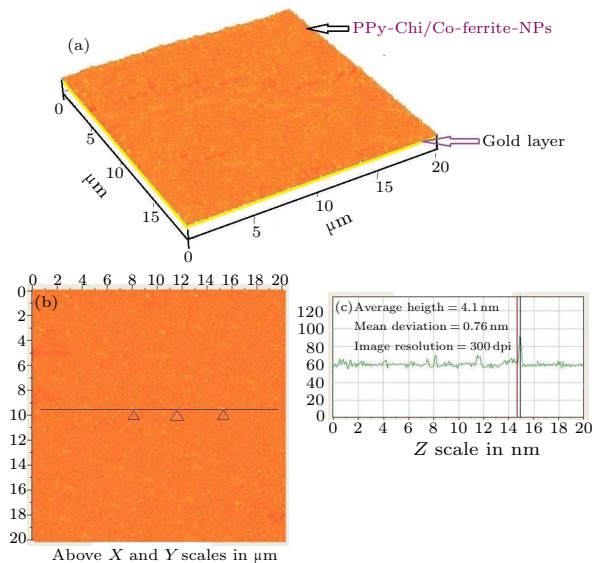 (a)
PPy-Chi/Co-ferrite-NPs
Gold layer
0
5
10
15
μm
0
5
10
15
20
μm
0 2 4 6 8 10 12 14 16 18 20
(b)
0
2
4
6
8
10
12
14
16
18
20
Above X and Y scales in μm
(c) Average heigth = 4.1 nm
Mean deviation = 0.76 nm
Image resolution = 300 dpi
120
100
80
60
40
20
0
0 2 4 6 8 10 12 14 16 18 20
Z scale in nm